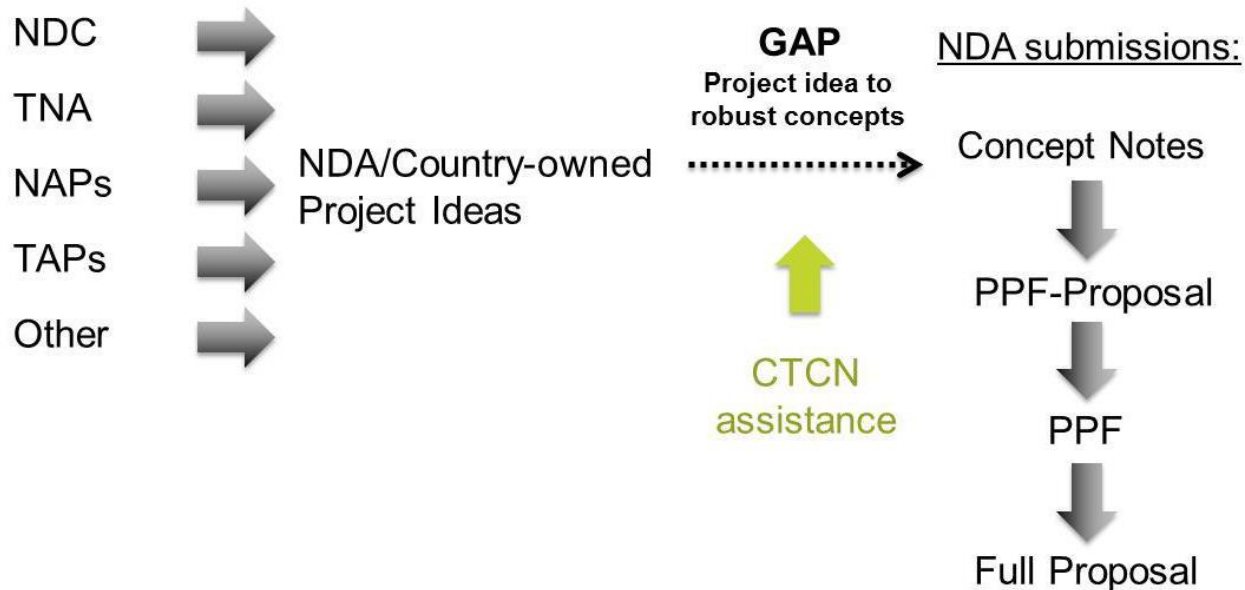 NDC
TNA
NAPs
TAPs
Other
NDA/Country-owned
Project Ideas
GAP
Project idea to
robust concepts
CTCN
assistance
NDA submissions:
Concept Notes
PPF-Proposal
PPF
Full Proposal